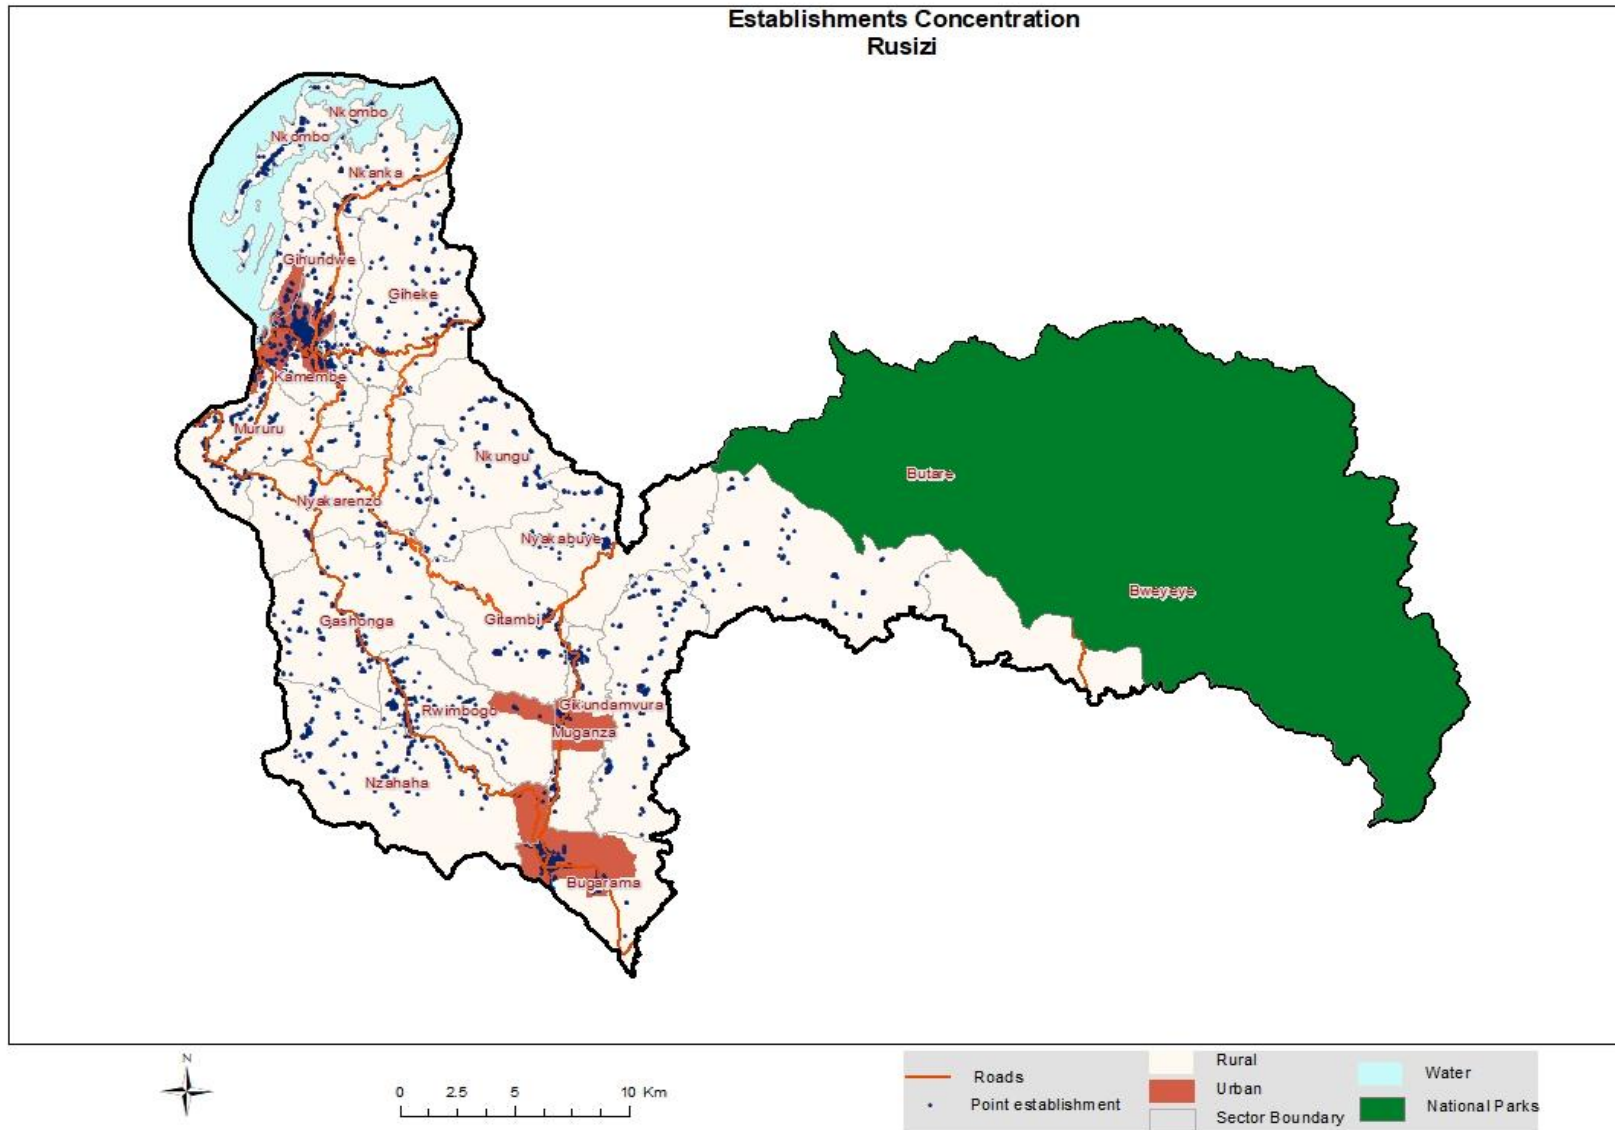 Establishments Concentration
Rusizi
Nkombo
Nkombo
Nkanka
Gihundwe
Giheke
Kamembe
Mururu
Nkungu
Butare
Nyakarenzo
Nyakabuye
Bweyeye
Gashonga
Gitambi
Gikundamvura
Rwimbogo
Muganza
Nzahaha
Bugarama
N
0 2.5 5 10 Km
Roads
Point establishment
Rural
Urban
Sector Boundary
Water
National Parks